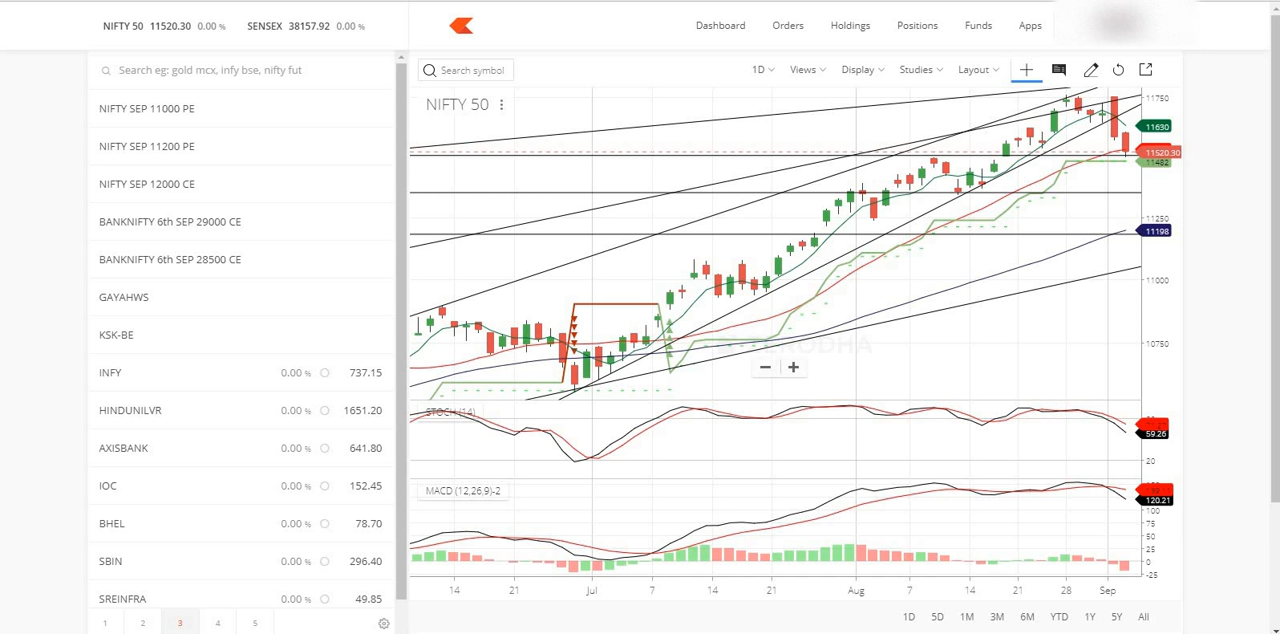 NIFTY 50 11520.30 0.00 % SENSEX 38157.92 0.00 %
Dashboard Orders Holdings Positions Funds Apps
Search eg: gold mcx, infy bse, nifty fut
NIFTY SEP 11000 PE
NIFTY SEP 11200 PE
NIFTY SEP 12000 CE
BANKNIFTY 6th SEP 29000 CE
BANKNIFTY 6th SEP 28500 CE
GAYAHWS
KSK-BE
INFY 0.00 % 737.15
HINDUNILVR 0.00 % 1651.20
AXISBANK 0.00 % 641.80
IOC 0.00 % 152.45
BHEL 0.00 % 78.70
SBIN 0.00 % 296.40
SREINFRA 0.00 % 49.85
1 2 3 4 5
Search symbol 1D Views Display Studies Layout
NIFTY 50
11750
11630
11520.30
11482
11250
11198
11000
10750
ZERODHA
STOCH (14)
59.26
20
MACD (12,26,9)-2
120.21
100
75
50
25
0
-25
14 21 Jul 7 14 21 Aug 7 14 21 28 Sep
1D 5D 1M 3M 6M YTD 1Y 5Y All